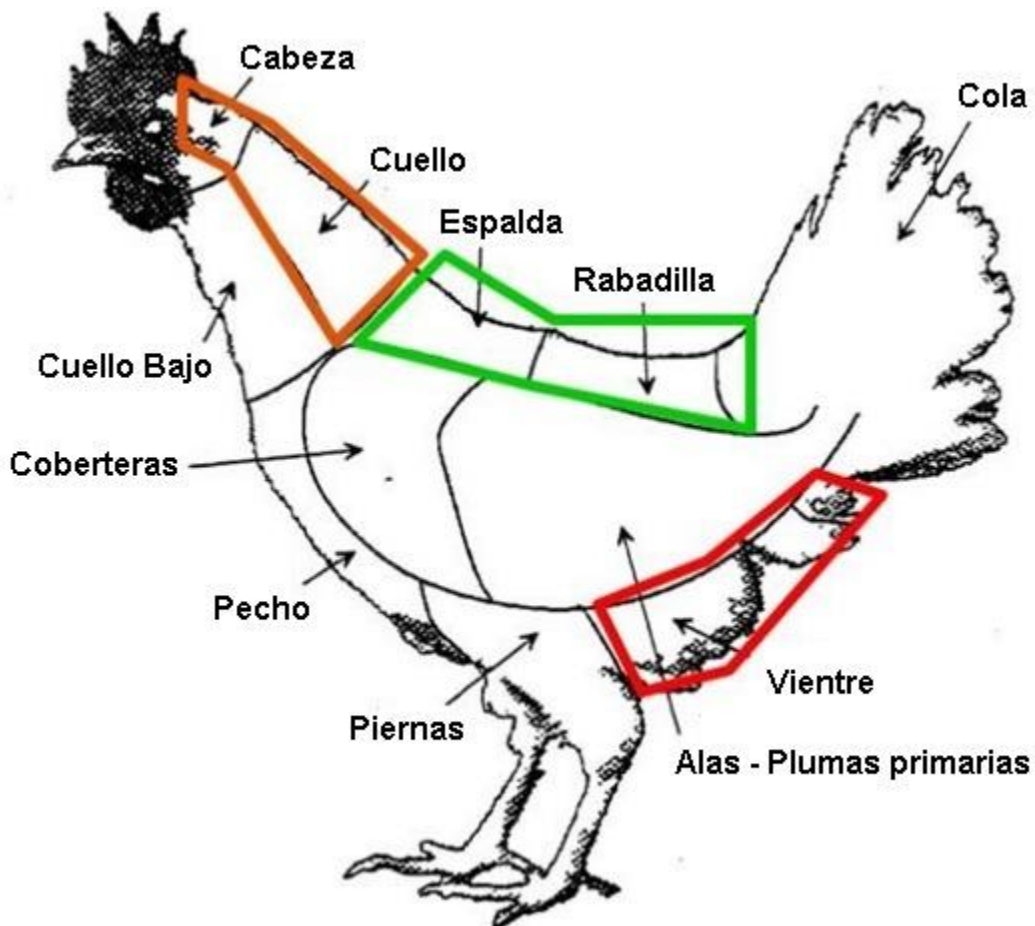 Cabeza
Cola
Cuello
Espalda
Rabadilla
Cuello Bajo
Coberteras
Pecho
Vientre
Piernas
Alas - Plumas primarias